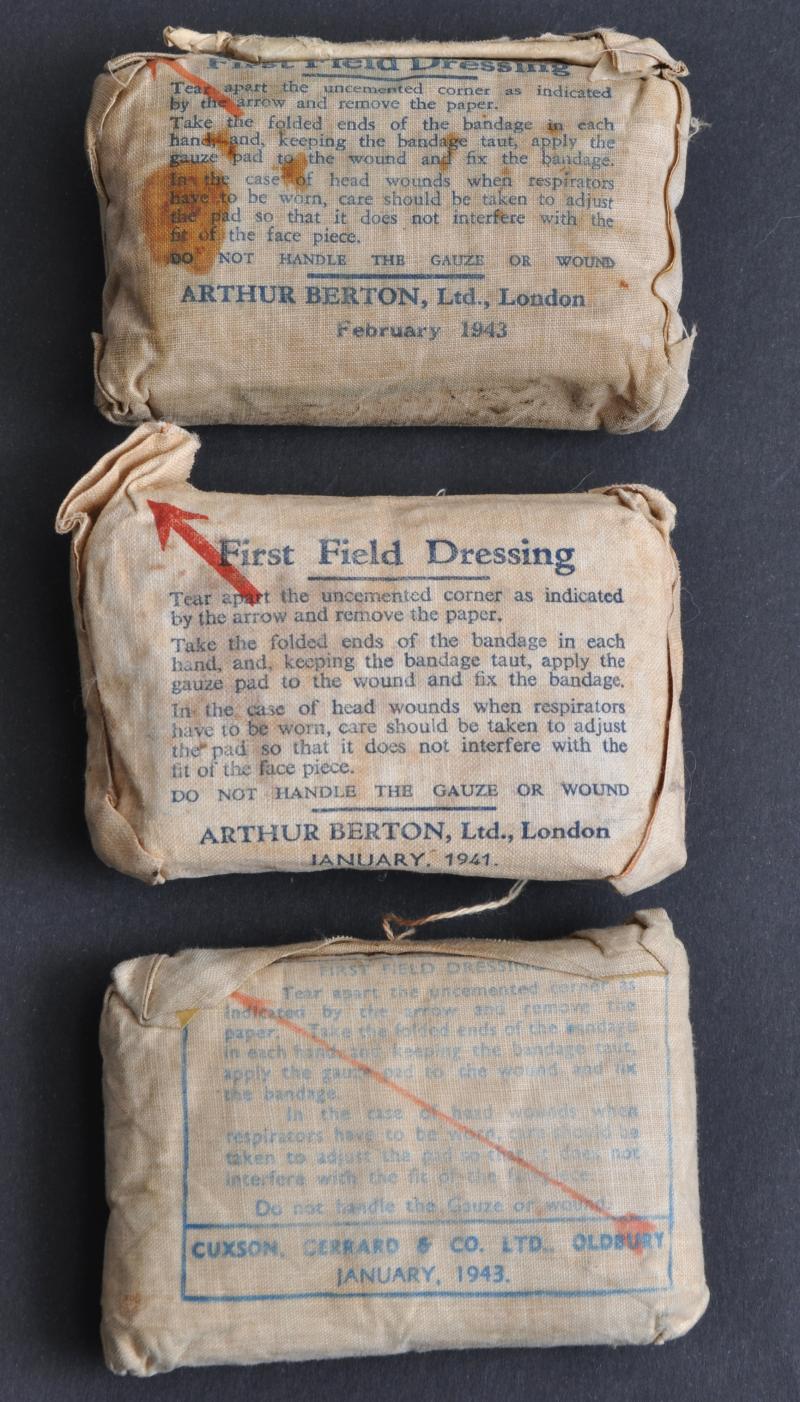 First Field Dressing
Tear apart the uncemented corner as indicated
by the arrow and remove the paper.
Take the folded ends of the bandage in each
hand, and, keeping the bandage taut, apply the
gauze pad to the wound and fix the bandage.
In the case of head wounds when respirators
have to be worn, care should be taken to adjust
the pad so that it does not interfere with the
fit of the face piece.
DO NOT HANDLE THE GAUZE OR WOUND
ARTHUR BERTON, Ltd., London
February 1943
First Field Dressing
Tear apart the uncemented corner as indicated
by the arrow and remove the paper.
Take the folded ends of the bandage in each
hand, and, keeping the bandage taut, apply the
gauze pad to the wound and fix the bandage.
In the case of head wounds when respirators
have to be worn, care should be taken to adjust
the pad so that it does not interfere with the
fit of the face piece.
DO NOT HANDLE THE GAUZE OR WOUND
ARTHUR BERTON, Ltd., London
JANUARY, 1941.
FIRST FIELD DRESSING
Tear apart the uncemented corner as
indicated by the arrow and remove the
paper. Take the folded ends of the bandage
in each hand, and keeping the bandage taut,
apply the gauze pad to the wound and fix
the bandage.
In the case of head wounds when
respirators have to be worn, care should be
taken to adjust the pad so that it does not
interfere with the fit of the facepiece.
Do not handle the Gauze or wound.
CUXSON, GERRARD & CO. LTD., OLDBURY
JANUARY, 1943.